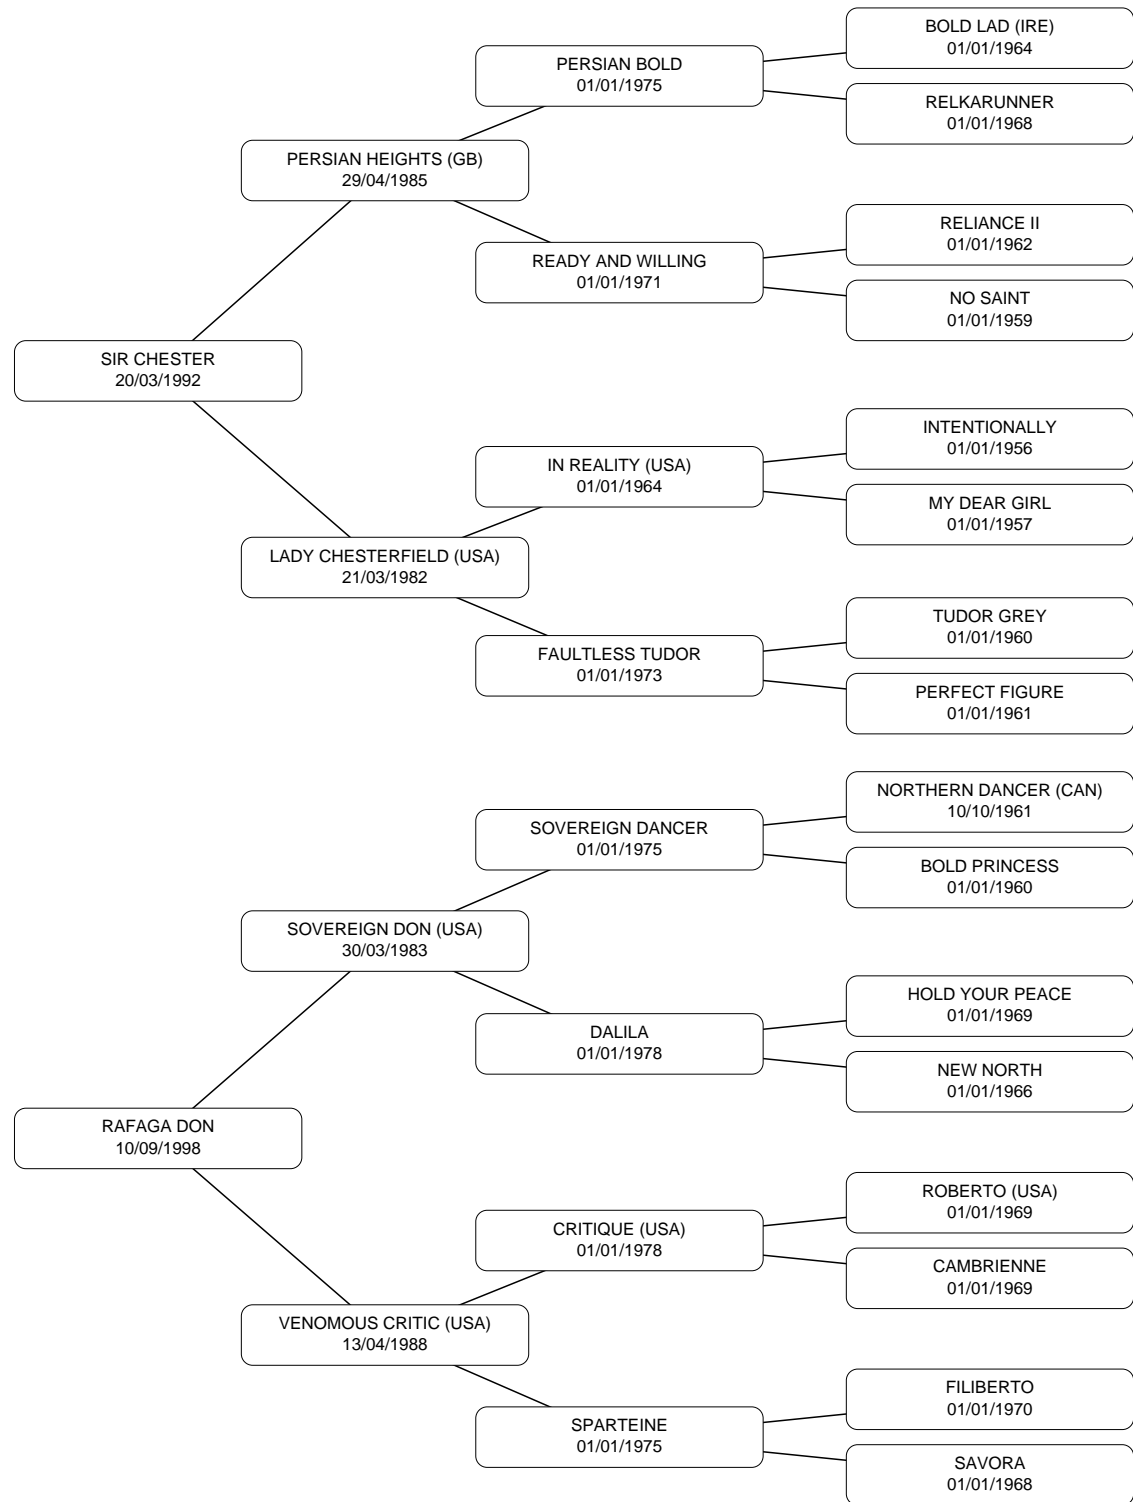 BOLD LAD (IRE)
01/01/1964
PERSIAN BOLD
01/01/1975
RELKARUNNER
01/01/1968
PERSIAN HEIGHTS (GB)
29/04/1985
RELIANCE II
01/01/1962
READY AND WILLING
01/01/1971
NO SAINT
01/01/1959
SIR CHESTER
20/03/1992
INTENTIONALLY
01/01/1956
IN REALITY (USA)
01/01/1964
MY DEAR GIRL
01/01/1957
LADY CHESTERFIELD (USA)
21/03/1982
TUDOR GREY
01/01/1960
FAULTLESS TUDOR
01/01/1973
PERFECT FIGURE
01/01/1961
NORTHERN DANCER (CAN)
10/10/1961
SOVEREIGN DANCER
01/01/1975
BOLD PRINCESS
01/01/1960
SOVEREIGN DON (USA)
30/03/1983
HOLD YOUR PEACE
01/01/1969
DALILA
01/01/1978
NEW NORTH
01/01/1966
RAFAGA DON
10/09/1998
ROBERTO (USA)
01/01/1969
CRITIQUE (USA)
01/01/1978
CAMBRIENNE
01/01/1969
VENOMOUS CRITIC (USA)
13/04/1988
FILIBERTO
01/01/1970
SPARTEINE
01/01/1975
SAVORA
01/01/1968